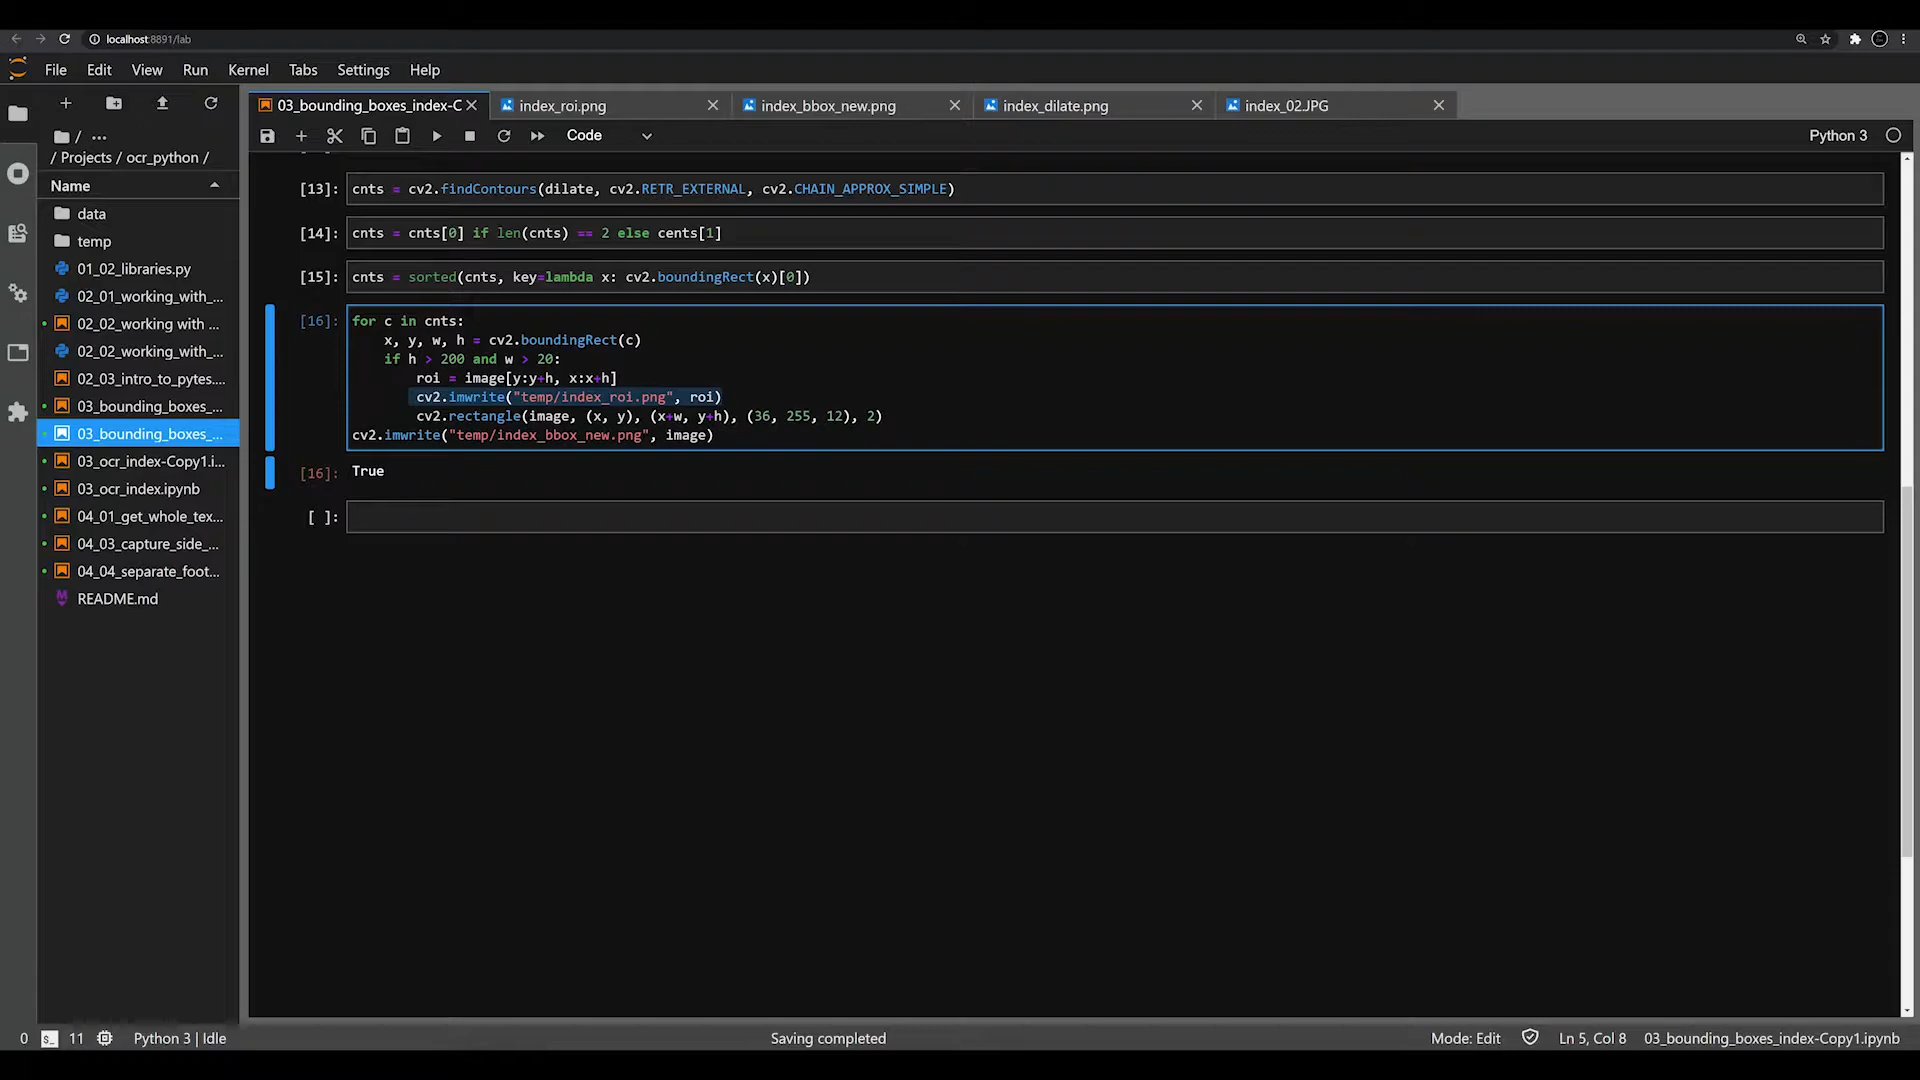 localhost:8891/lab
File Edit View Run Kernel Tabs Settings Help
03_bounding_boxes_index-C index_roi.png index_bbox_new.png index_dilate.png index_02.JPG
Code Python 3
/ ...
/ Projects / ocr_python /
Name
data
temp
01_02_libraries.py
02_01_working_with_...
02_02_working with ...
02_02_working_with_...
02_03_intro_to_pytes....
03_bounding_boxes_...
03_bounding_boxes_...
03_ocr_index-Copy1.i...
03_ocr_index.ipynb
04_01_get_whole_tex...
04_03_capture_side_...
04_04_separate_foot...
README.md
[13]: cnts = cv2.findContours(dilate, cv2.RETR_EXTERNAL, cv2.CHAIN_APPROX_SIMPLE)
[14]: cnts = cnts[0] if len(cnts) == 2 else cents[1]
[15]: cnts = sorted(cnts, key=lambda x: cv2.boundingRect(x)[0])
[16]: for c in cnts:
x, y, w, h = cv2.boundingRect(c)
if h > 200 and w > 20:
roi = image[y:y+h, x:x+h]
cv2.imwrite("temp/index_roi.png", roi)
cv2.rectangle(image, (x, y), (x+w, y+h), (36, 255, 12), 2)
cv2.imwrite("temp/index_bbox_new.png", image)
[16]: True
[ ]:
0 11 Python 3 | Idle Saving completed Mode: Edit Ln 5, Col 8 03_bounding_boxes_index-Copy1.ipynb